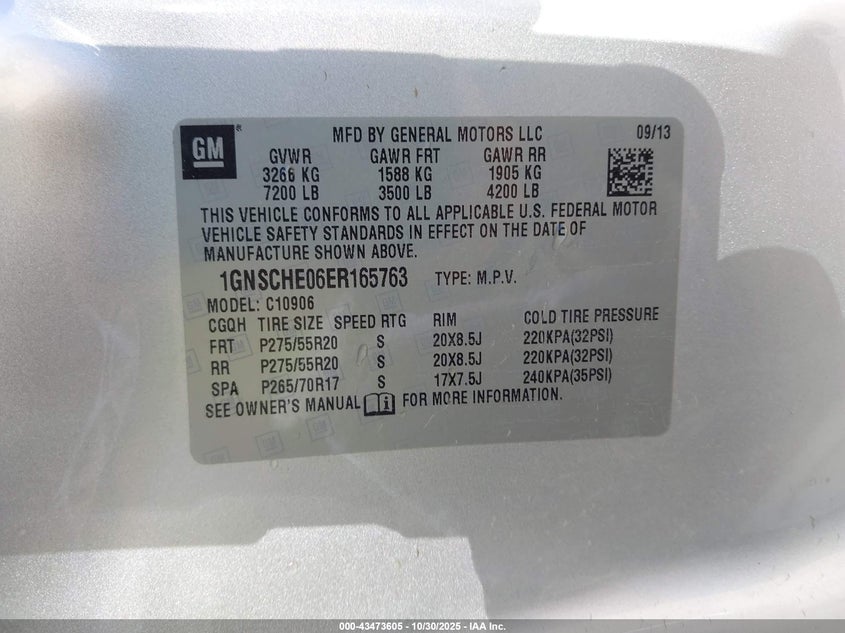 GM®
MFD BY GENERAL MOTORS LLC 09/13
GVWR GAWR FRT GAWR RR
3266 KG 1588 KG 1905 KG
7200 LB 3500 LB 4200 LB
THIS VEHICLE CONFORMS TO ALL APPLICABLE U.S. FEDERAL MOTOR
VEHICLE SAFETY STANDARDS IN EFFECT ON THE DATE OF
MANUFACTURE SHOWN ABOVE.
1GNSCHE06ER165763 TYPE: M.P.V.
MODEL: C10906
CGQH TIRE SIZE SPEED RTG RIM COLD TIRE PRESSURE
FRT P275/55R20 S 20X8.5J 220KPA(32PSI)
RR P275/55R20 S 20X8.5J 220KPA(32PSI)
SPA P265/70R17 S 17X7.5J 240KPA(35PSI)
SEE OWNER'S MANUAL i FOR MORE INFORMATION.
000-43473605 - 10/30/2025 - IAA Inc.